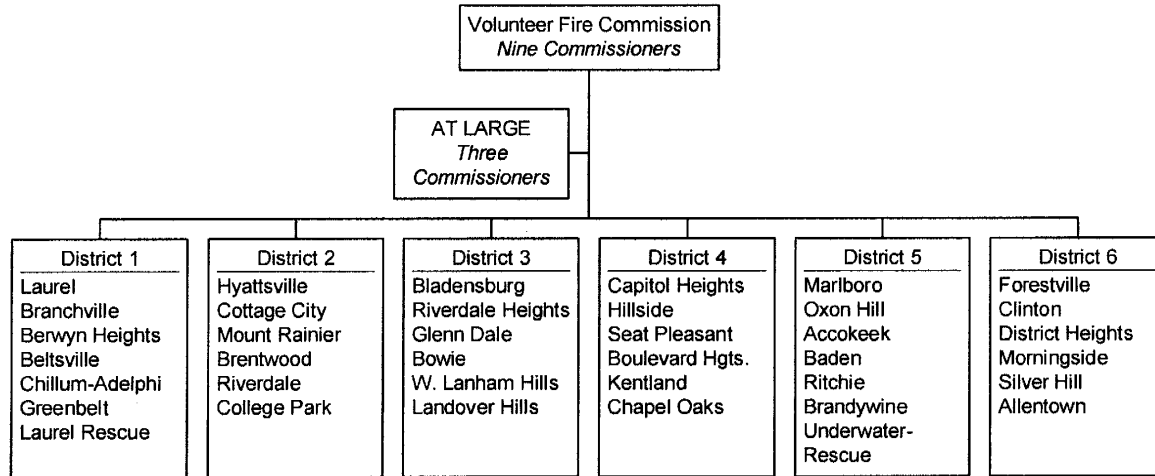 Volunteer Fire Commission
Nine Commissioners
AT LARGE
Three
Commissioners
District 1
Laurel
Branchville
Berwyn Heights
Beltsville
Chillum-Adelphi
Greenbelt
Laurel Rescue
District 2
Hyattsville
Cottage City
Mount Rainier
Brentwood
Riverdale
College Park
District 3
Bladensburg
Riverdale Heights
Glenn Dale
Bowie
W. Lanham Hills
Landover Hills
District 4
Capitol Heights
Hillside
Seat Pleasant
Boulevard Hgts.
Kentland
Chapel Oaks
District 5
Marlboro
Oxon Hill
Accokeek
Baden
Ritchie
Brandywine
Underwater-
Rescue
District 6
Forestville
Clinton
District Heights
Morningside
Silver Hill
Allentown